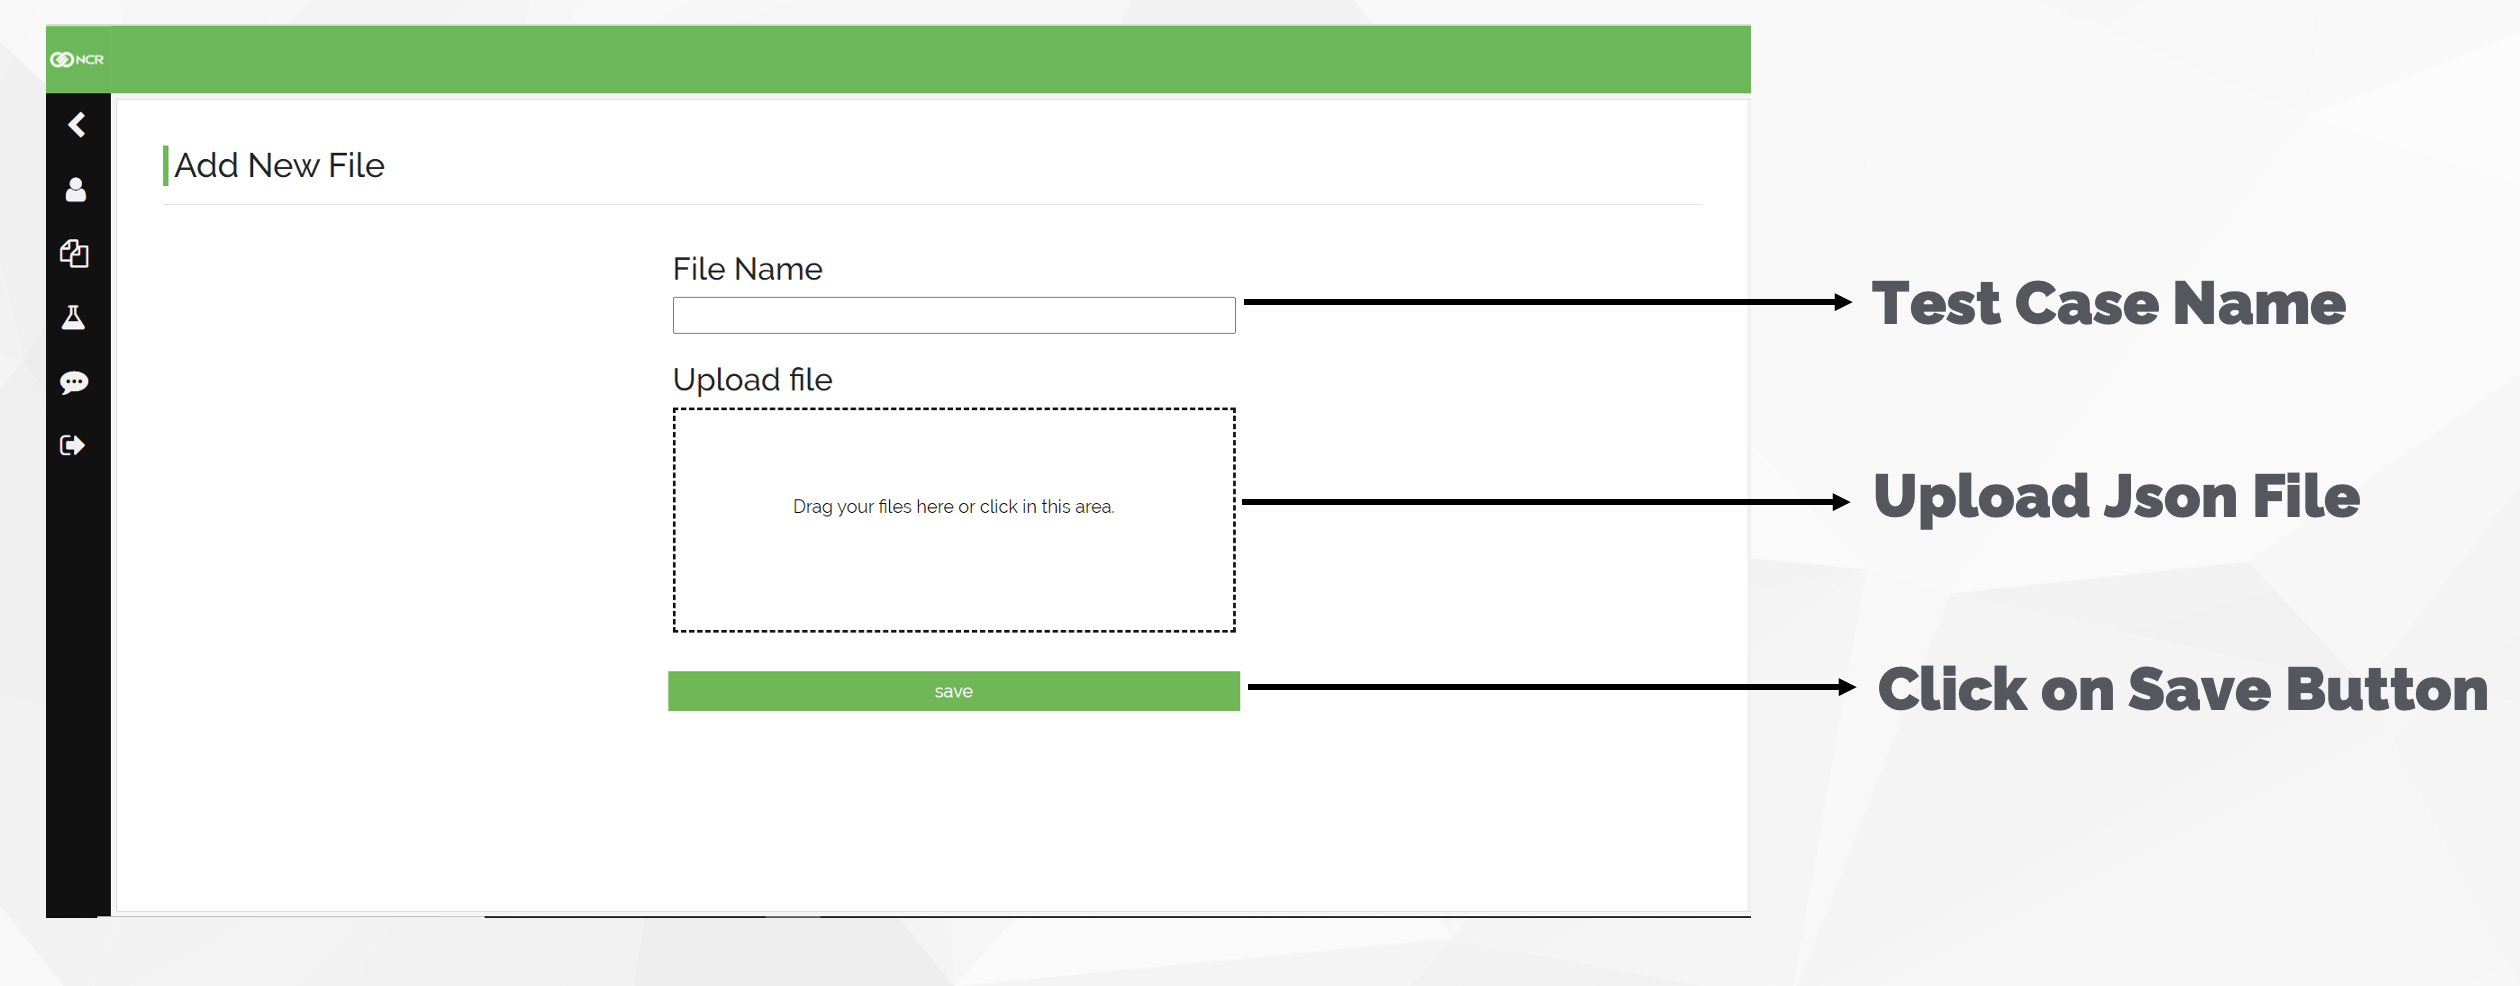 NCR
Add New File
File Name
Test Case Name
Upload file
Drag your files here or click in this area.
Upload Json File
save
Click on Save Button